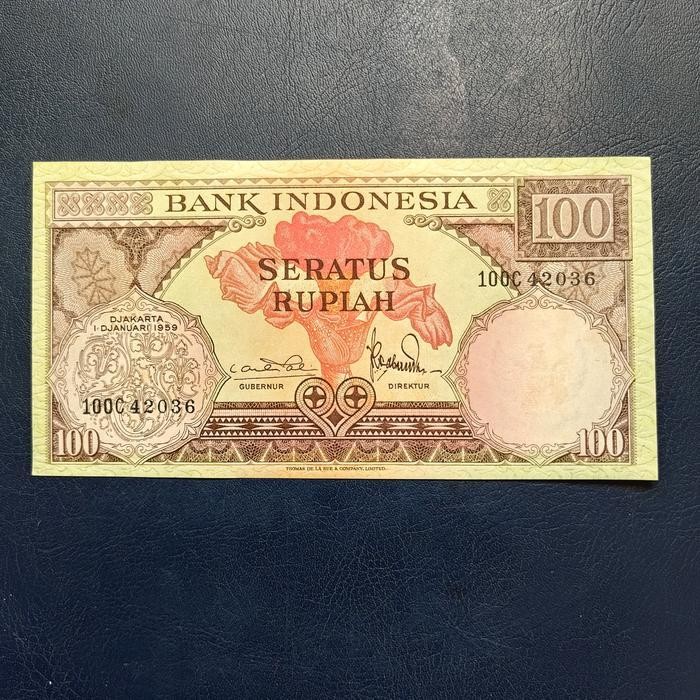 BANK INDONESIA
100
SERATUS
RUPIAH
100C 42036
DJAKARTA
1 DJANUARI 1959
GUBERNUR
DIREKTUR
100C 42036
100
100
THOMAS DE LA RUE & COMPANY, LIMITED.